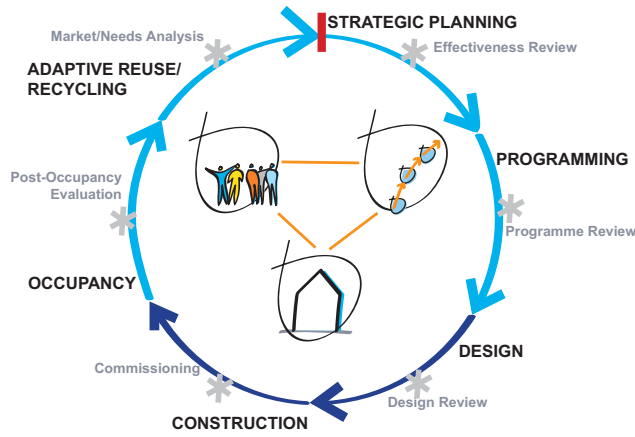 STRATEGIC PLANNING
Market/Needs Analysis
Effectiveness Review
ADAPTIVE REUSE/
RECYCLING
PROGRAMMING
Post-Occupancy
Evaluation
Programme Review
OCCUPANCY
DESIGN
Commissioning
Design Review
CONSTRUCTION